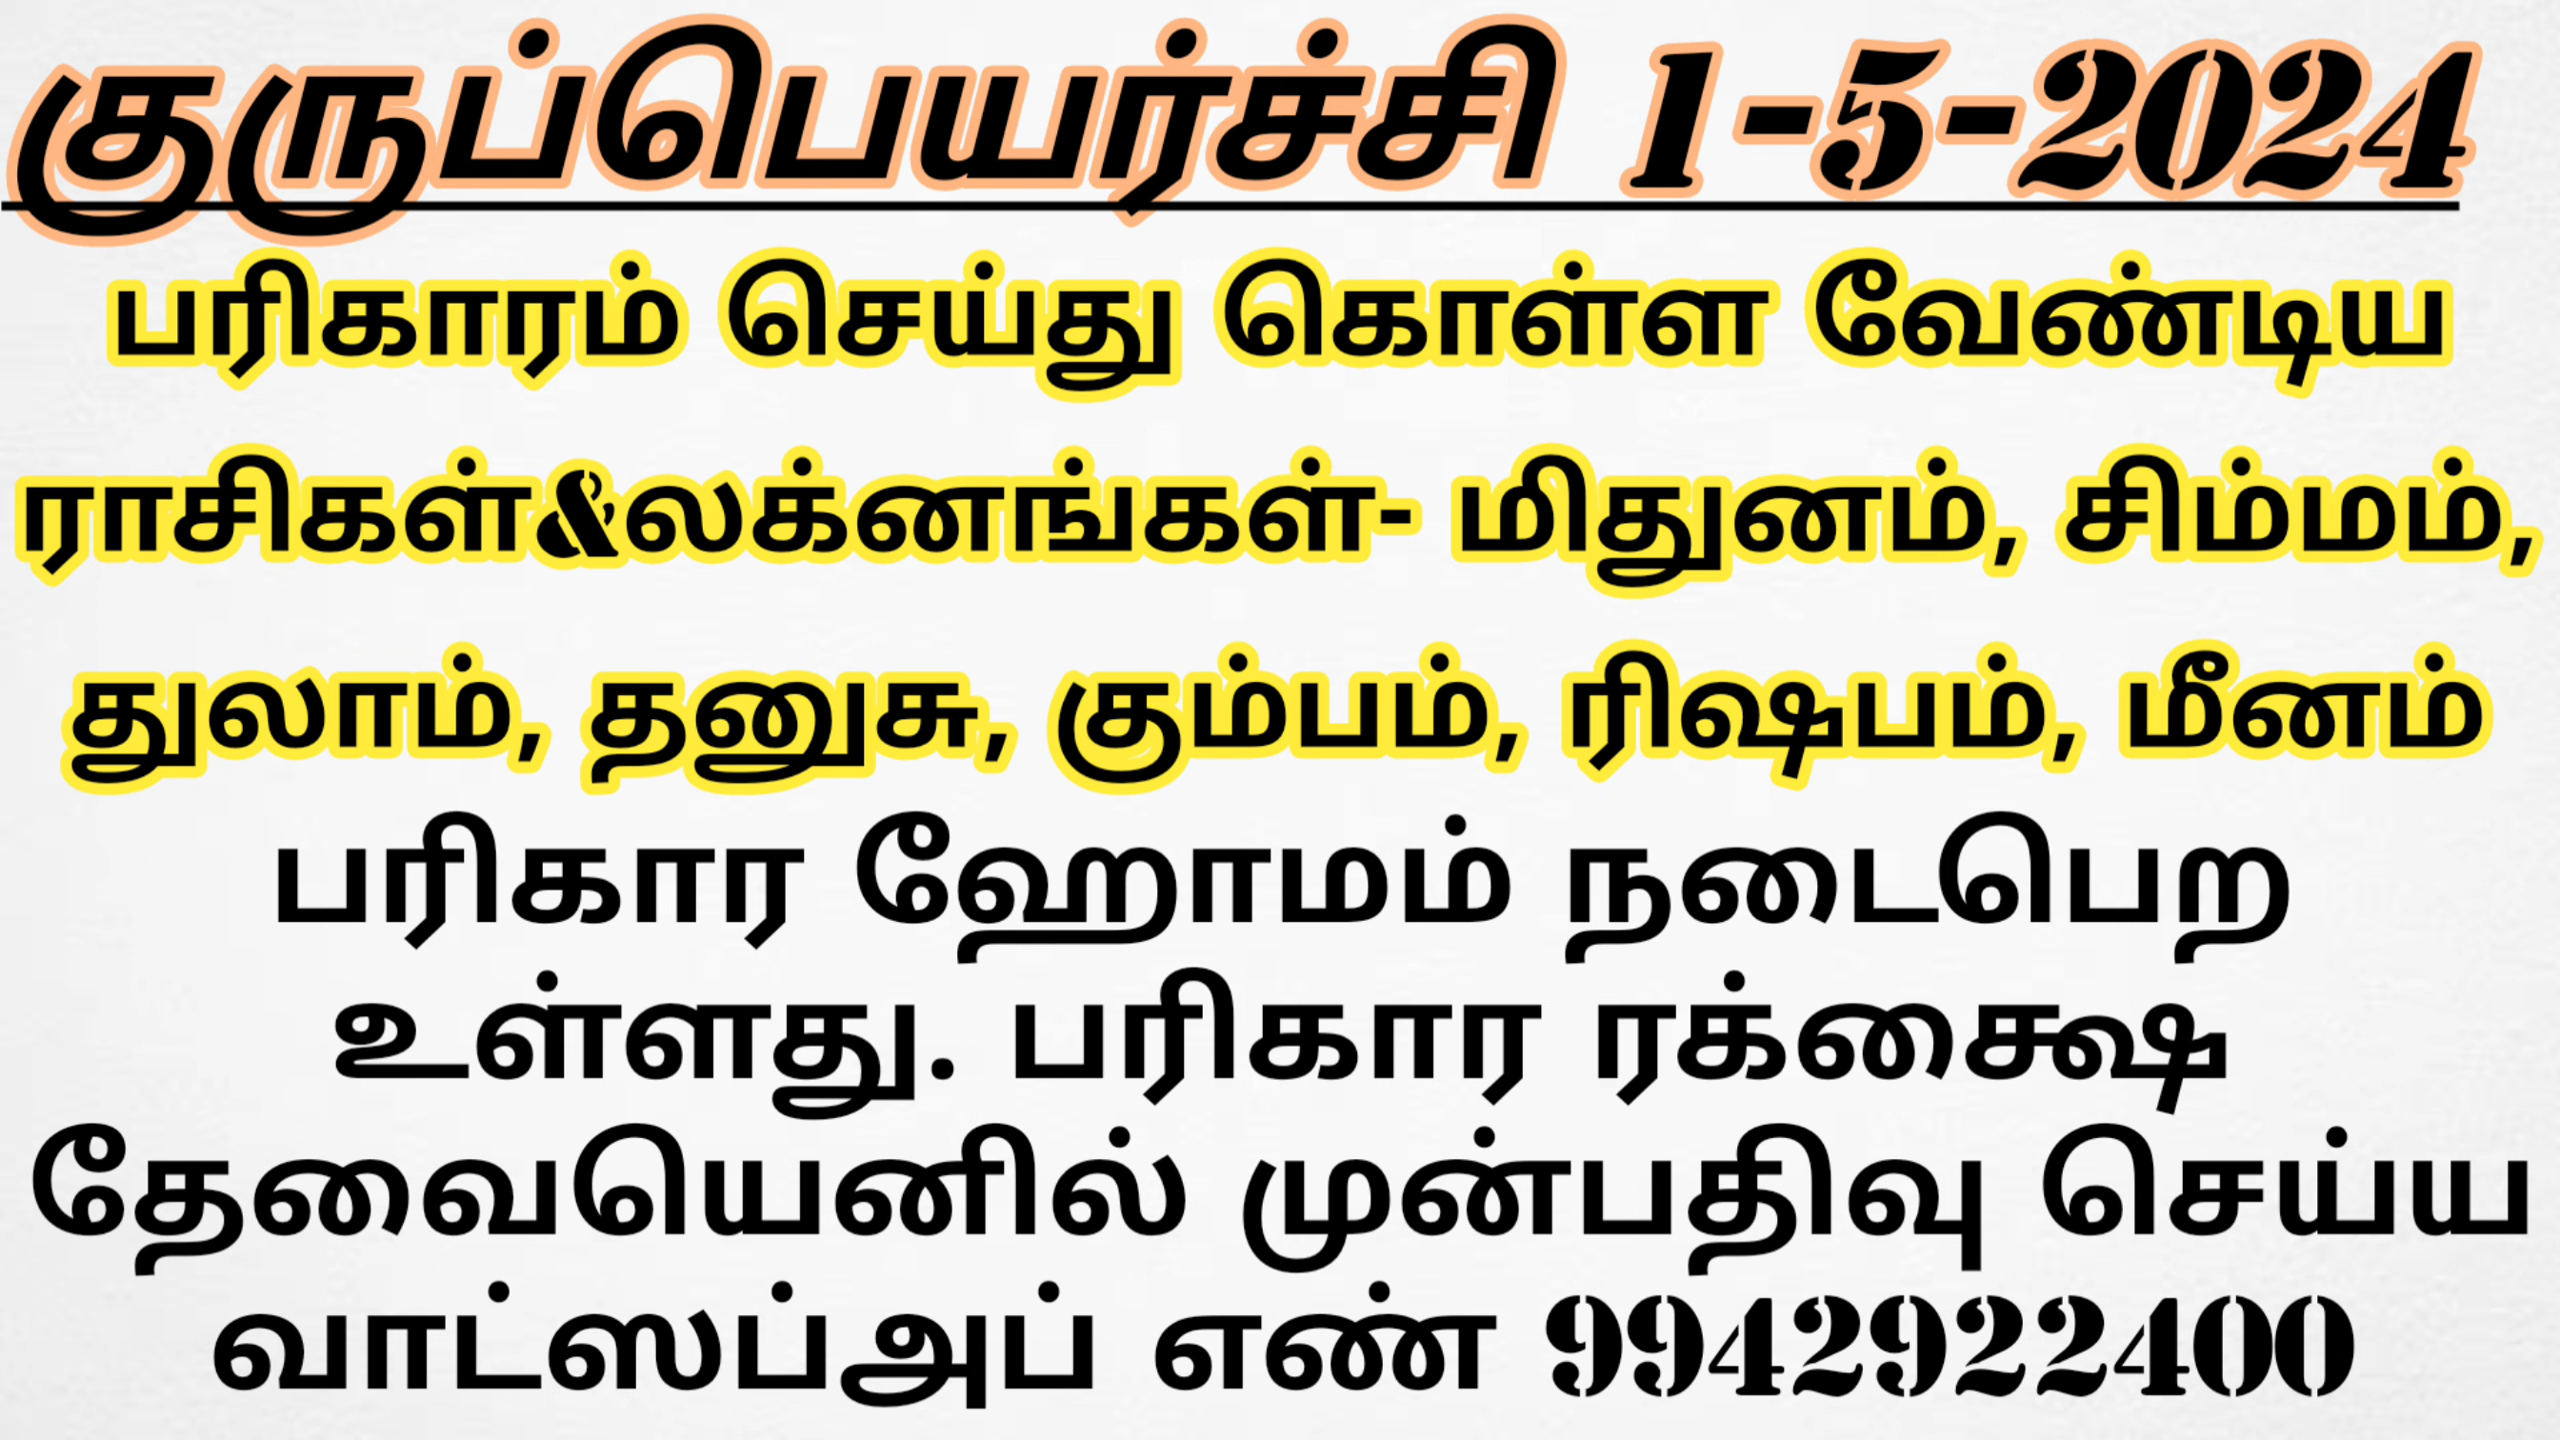 குருப்பெயர்ச்சி 1-5-2024
பரிகாரம் செய்து கொள்ள வேண்டிய
ராசிகள்&லக்னங்கள்- மிதுனம், சிம்மம்,
துலாம், தனுசு, கும்பம், ரிஷபம், மீனம்
பரிகார ஹோமம் நடைபெற
உள்ளது. பரிகார ரக்க்ஷை
தேவையெனில் முன்பதிவு செய்ய
வாட்ஸப்அப் எண் 9942922400